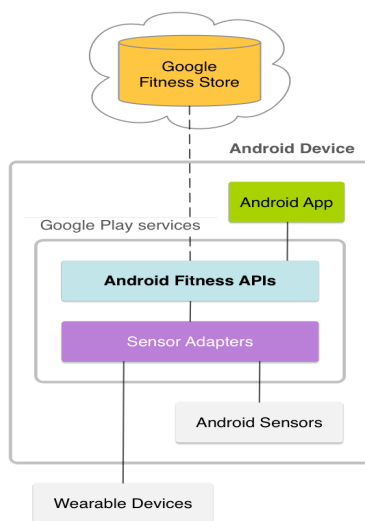 Google
Fitness Store
Android Device
Android App
Google Play services
Android Fitness APIs
Sensor Adapters
Android Sensors
Wearable Devices